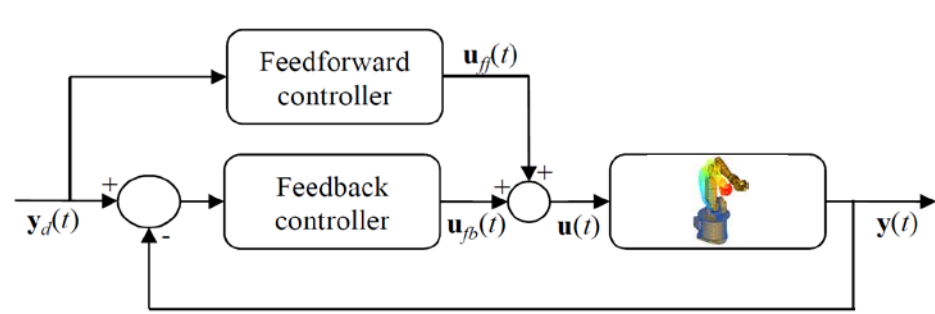 Feedforward
controller
u_ff(t)
+
+
+
Feedback
controller
-
y_d(t)
u_fb(t)
u(t)
y(t)